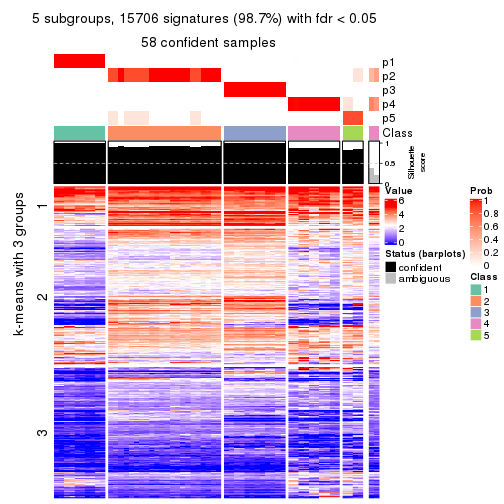 5 subgroups, 15706 signatures (98.7%) with fdr < 0.05
58 confident samples
p1
p2
p3
p4
p5
Class
1
0.5
0
Silhouette
score
k-means with 3 groups
1
2
3
Value
6
4
2
0
Status (barplots)
confident
ambiguous
Prob
1
0.8
0.6
0.4
0.2
0
Class
1
2
3
4
5